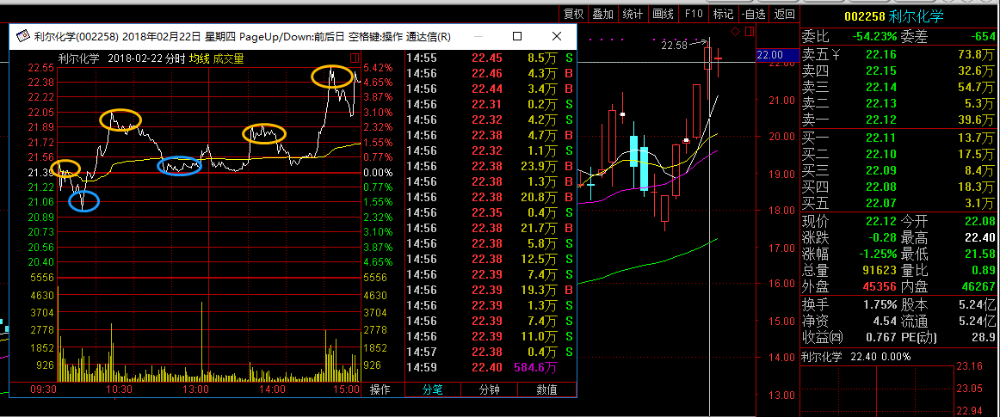 复权 叠加 统计 画线 F10 标记 -自选 返回
002258 利尔化学
利尔化学(002258) 2018年02月22日 星期四 PageUp/Down:前后日 空格键:操作 通达信(R)
利尔化学 2018-02-22 分时 均线 成交量
22.55 5.42%
22.38 4.65%
22.22 3.87%
22.05 3.10%
21.89 2.32%
21.72 1.55%
21.56 0.77%
21.39 0.00%
21.22 0.77%
21.06 1.55%
20.89 2.32%
20.73 3.10%
20.56 3.87%
20.40 4.65%
5556 5556
4630 4630
3704 3704
2778 2778
1852 1852
926 926
09:30 10:30 13:00 14:00 15:00 操作
14:55 22.45 8.5万 S
14:56 22.46 4.3万 B
14:56 22.44 3.4万 B
14:56 22.31 0.2万 S
14:56 22.32 4.2万 S
14:56 22.38 4.7万 B
14:56 22.32 1.1万 S
14:56 22.38 23.9万 B
14:56 22.38 1.3万 B
14:56 22.38 20.8万 B
14:56 22.35 0.4万 S
14:56 22.38 21.7万 B
14:56 22.38 5.8万 S
14:56 22.38 12.5万 S
14:56 22.39 7.4万 S
14:56 22.39 19.3万 B
14:56 22.39 1.3万 S
14:56 22.39 7.4万 S
14:56 22.39 11.0万 S
14:57 22.38 0.4万 S
14:59 22.40 584.6万
分笔 分钟 数值
22.58
22.00
22.00
21.00
20.00
19.00
18.00
17.00
16.00
15.00
14.00
13.00
委比 -54.23% 委差 -654
卖五￥ 22.16 73.8万
卖四 22.15 32.6万
卖三 22.14 54.7万
卖二 22.13 5.3万
卖一 22.12 39.6万
买一 22.11 13.7万
买二 22.10 17.5万
买三 22.09 8.4万
买四 22.08 18.3万
买五 22.07 3.1万
现价 22.12 今开 22.08
涨跌 -0.28 最高 22.40
涨幅 -1.25% 最低 21.58
总量 91623 量比 0.89
外盘 45356 内盘 46267
换手 1.75% 股本 5.24亿
净资 4.54 流通 5.24亿
收益㈣ 0.767 PE(动) 28.9
利尔化学 22.40 0.00%
23.16
23.05
22.94